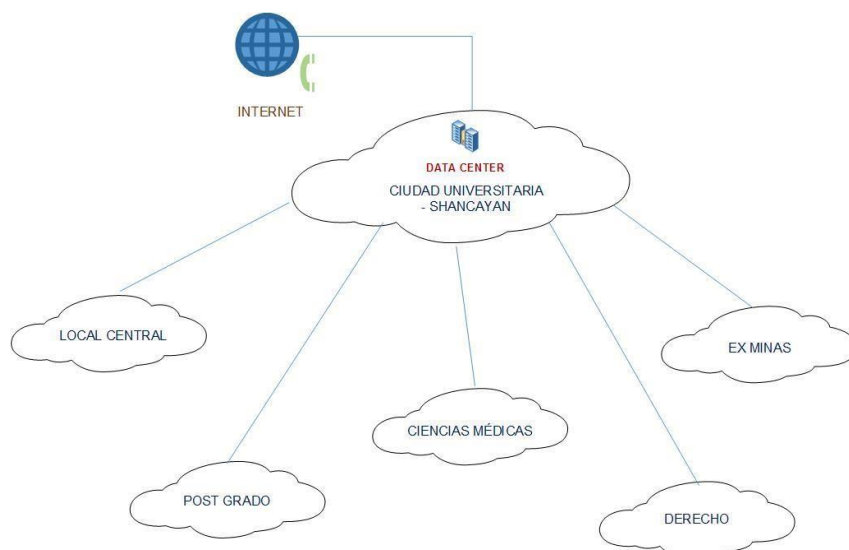 INTERNET
DATA CENTER
CIUDAD UNIVERSITARIA
- SHANCAYAN
LOCAL CENTRAL
EX MINAS
CIENCIAS MÉDICAS
POST GRADO
DERECHO